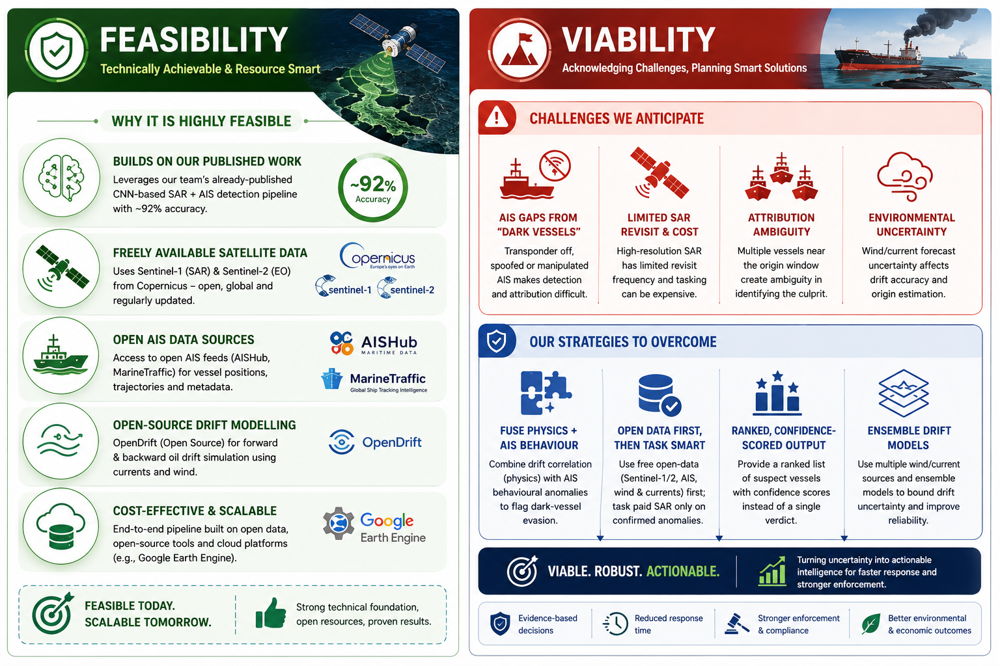 FEASIBILITY
Technically Achievable & Resource Smart
WHY IT IS HIGHLY FEASIBLE
BUILDS ON OUR PUBLISHED WORK
Leverages our team's already-published
CNN-based SAR + AIS detection pipeline
with ~92% accuracy.
~92%
Accuracy
FREELY AVAILABLE SATELLITE DATA
Uses Sentinel-1 (SAR) & Sentinel-2 (EO)
from Copernicus – open, global and
regularly updated.
Copernicus
Europe's eyes on Earth
sentinel-1
sentinel-2
OPEN AIS DATA SOURCES
Access to open AIS feeds (AISHub,
MarineTraffic) for vessel positions,
trajectories and metadata.
AISHub
MARITIME DATA
MarineTraffic
Global Ship Tracking Intelligence
OPEN-SOURCE DRIFT MODELLING
OpenDrift (Open Source) for forward
& backward oil drift simulation using
currents and wind.
OpenDrift
COST-EFFECTIVE & SCALABLE
End-to-end pipeline built on open data,
open-source tools and cloud platforms
(e.g., Google Earth Engine).
Google
Earth Engine
FEASIBLE TODAY.
SCALABLE TOMORROW.
Strong technical foundation,
open resources, proven results.
VIABILITY
Acknowledging Challenges, Planning Smart Solutions
CHALLENGES WE ANTICIPATE
AIS GAPS FROM
“DARK VESSELS”
Transponder off,
spoofed or manipulated
AIS makes detection
and attribution difficult.
LIMITED SAR
REVISIT & COST
High-resolution SAR
has limited revisit
frequency and tasking
can be expensive.
ATTRIBUTION
AMBIGUITY
Multiple vessels near
the origin window
create ambiguity in
identifying the culprit.
ENVIRONMENTAL
UNCERTAINTY
Wind/current forecast
uncertainty affects
drift accuracy and
origin estimation.
OUR STRATEGIES TO OVERCOME
FUSE PHYSICS +
AIS BEHAVIOUR
Combine drift correlation
(physics) with AIS
behavioural anomalies
to flag dark-vessel
evasion.
OPEN DATA FIRST,
THEN TASK SMART
Use free open-data
(Sentinel-1/2, AIS,
wind & currents) first;
task paid SAR only on
confirmed anomalies.
RANKED, CONFIDENCE-
SCORED OUTPUT
Provide a ranked list
of suspect vessels
with confidence scores
instead of a single
verdict.
ENSEMBLE DRIFT
MODELS
Use multiple wind/current
sources and ensemble
models to bound drift
uncertainty and improve
reliability.
VIABLE. ROBUST. ACTIONABLE.
Turning uncertainty into actionable
intelligence for faster response and
stronger enforcement.
Evidence-based
decisions
Reduced response
time
Stronger enforcement
& compliance
Better environmental
& economic outcomes